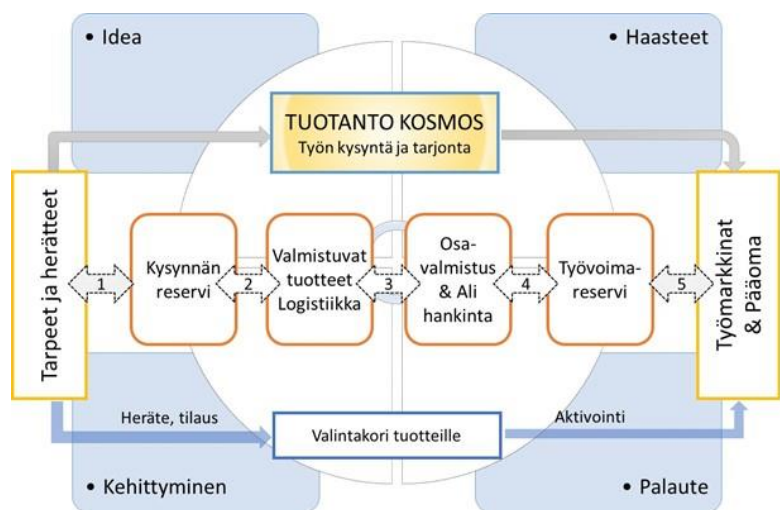 • Idea
• Haasteet
TUOTANTO KOSMOS
Työn kysyntä ja tarjonta
Tarpeet ja herätteet
1
Kysynnän
reservi
2
Valmistuvat
tuotteet
Logistiikka
3
Osa-
valmistus
& Ali
hankinta
4
Työvoima-
reservi
5
Työmarkkinat
& Pääoma
Heräte, tilaus
Valintakori tuotteille
Aktivointi
• Kehittyminen
• Palaute